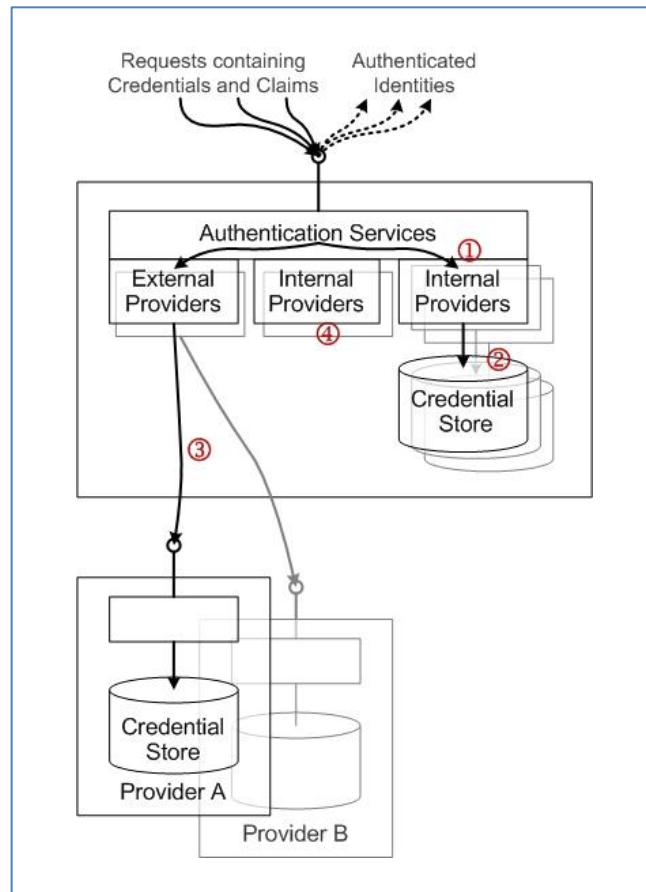 Requests containing
Credentials and Claims
Authenticated
Identities
Authentication Services
①
External
Providers
Internal
Providers
④
Internal
Providers
②
Credential
Store
③
Credential
Store
Provider A
Provider B